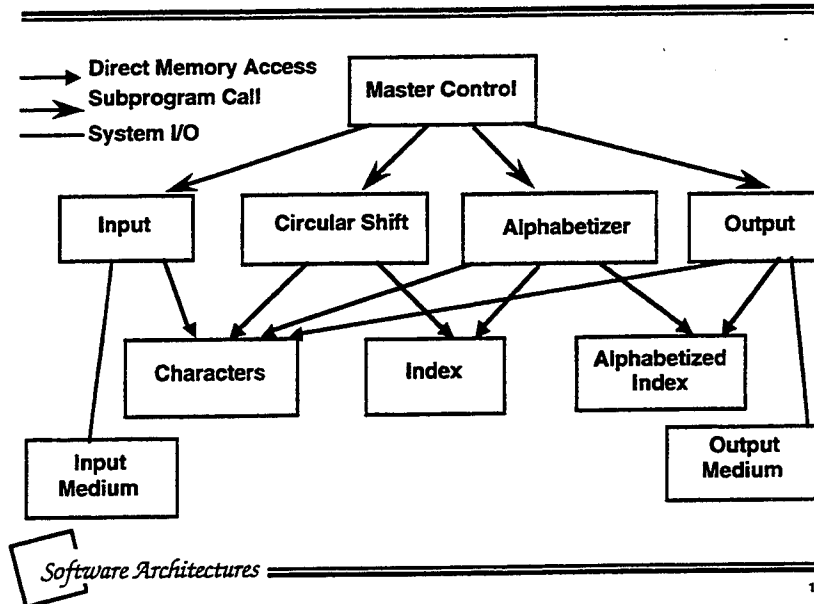 Direct Memory Access
Subprogram Call
System I/O
Master Control
Input
Circular Shift
Alphabetizer
Output
Characters
Index
Alphabetized
Index
Input
Medium
Output
Medium
Software Architectures
1